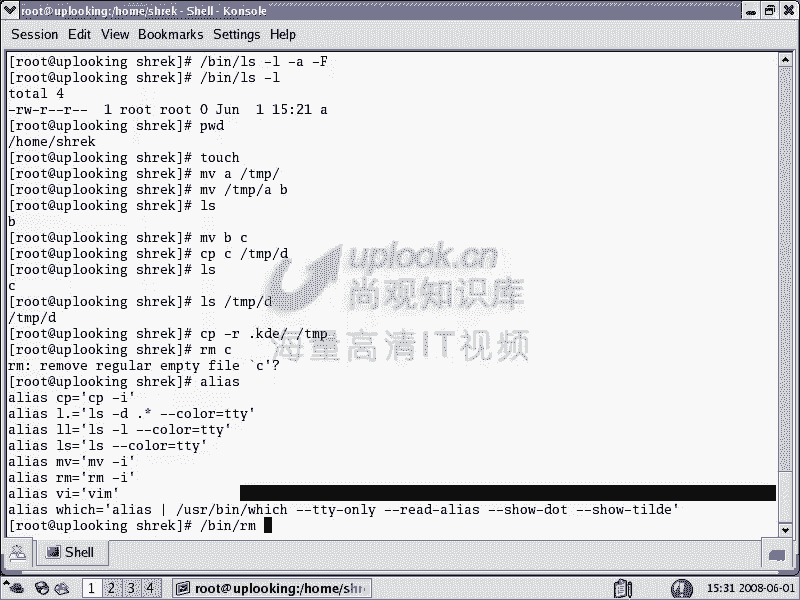 root@uplooking:/home/shrek - Shell - Konsole
Session Edit View Bookmarks Settings Help
[root@uplooking shrek]# /bin/ls -l -a -F
[root@uplooking shrek]# /bin/ls -l
total 4
-rw-r--r--  1 root root 0 Jun  1 15:21 a
[root@uplooking shrek]# pwd
/home/shrek
[root@uplooking shrek]# touch
[root@uplooking shrek]# mv a /tmp/
[root@uplooking shrek]# mv /tmp/a b
[root@uplooking shrek]# ls
b
[root@uplooking shrek]# mv b c
[root@uplooking shrek]# cp c /tmp/d
[root@uplooking shrek]# ls
c
[root@uplooking shrek]# ls /tmp/d
/tmp/d
[root@uplooking shrek]# cp -r .kde/ /tmp
[root@uplooking shrek]# rm c
rm: remove regular empty file `c'?
[root@uplooking shrek]# alias
alias cp='cp -i'
alias l.='ls -d .* --color=tty'
alias ll='ls -l --color=tty'
alias ls='ls --color=tty'
alias mv='mv -i'
alias rm='rm -i'
alias vi='vim'
alias which='alias | /usr/bin/which --tty-only --read-alias --show-dot --show-tilde'
[root@uplooking shrek]# /bin/rm
uplook.cn
尚观知识库
海量高清IT视频
Shell
1 2 3 4
root@uplooking:/home/shr
15:31 2008-06-01